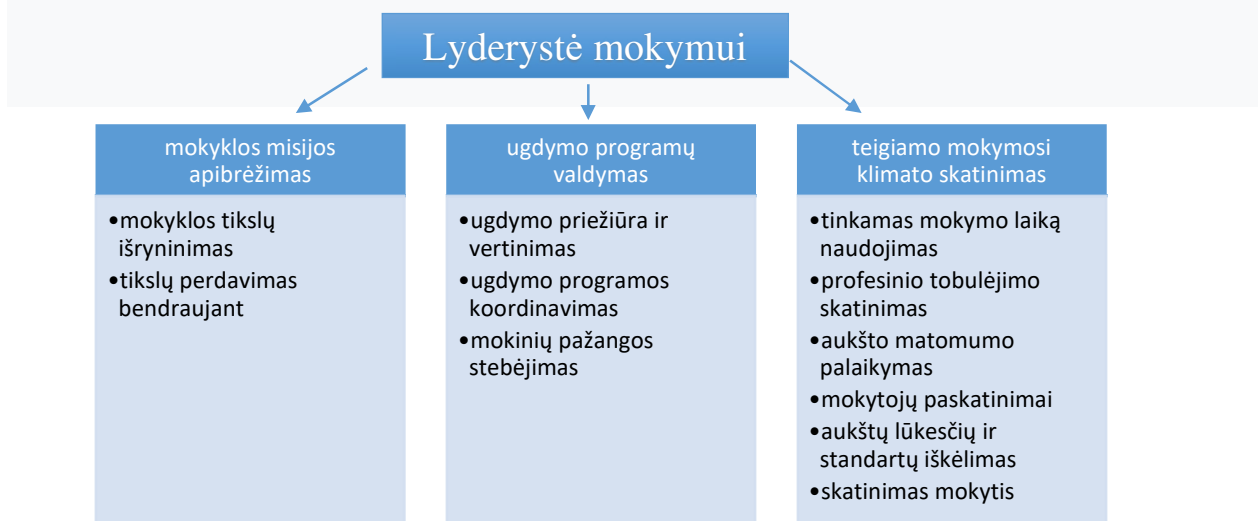 Lyderystė mokymui
mokyklos misijos
apibrėžimas
•mokyklos tikslų
išryninimas
•tikslų perdavimas
bendraujant
ugdymo programų
valdymas
•ugdymo priežiūra ir
vertinimas
•ugdymo programos
koordinavimas
•mokinių pažangos
stebėjimas
teigiamo mokymosi
klimato skatinimas
•tinkamas mokymo laiką
naudojimas
•profesinio tobulėjimo
skatinimas
•aukšto matomumo
palaikymas
•mokytojų paskatinimai
•aukštų lūkesčių ir
standartų iškėlimas
•skatinimas mokytis